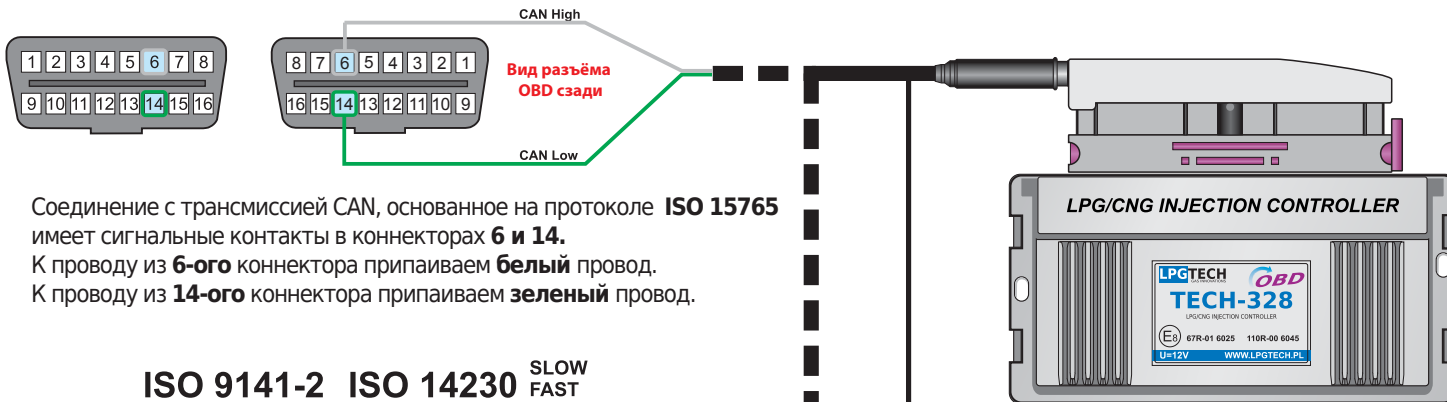 CAN High
1 2 3 4 5 6 7 8
9 10 11 12 13 14 15 16
8 7 6 5 4 3 2 1
16 15 14 13 12 11 10 9
Вид разъёма
OBD сзади
CAN Low
Соединение с трансмиссией CAN, основанное на протоколе ISO 15765
имеет сигнальные контакты в коннекторах 6 и 14.
К проводу из 6-ого коннектора припаиваем белый провод.
К проводу из 14-ого коннектора припаиваем зеленый провод.
ISO 9141-2 ISO 14230 SLOW
FAST
LPG/CNG INJECTION CONTROLLER
LPGTECH
GAS INNOVATIONS
OBD
TECH-328
LPG/CNG INJECTION CONTROLLER
E8 67R-01 6025 110R-00 6045
U=12V WWW.LPGTECH.PL